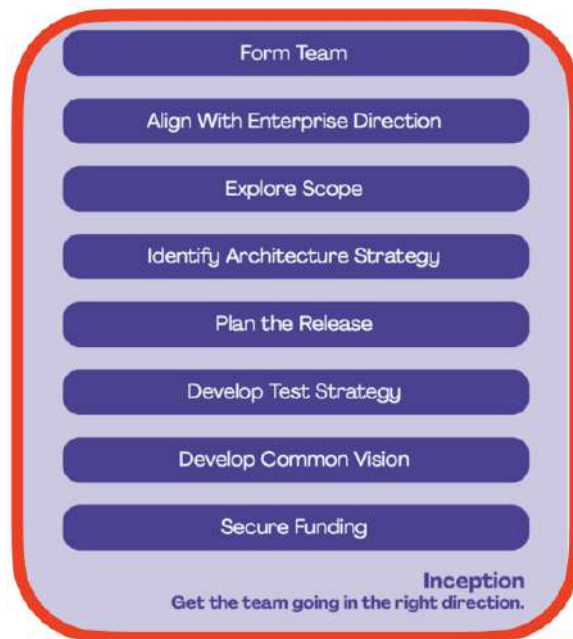 Form Team
Align With Enterprise Direction
Explore Scope
Identify Architecture Strategy
Plan the Release
Develop Test Strategy
Develop Common Vision
Secure Funding
Inception
Get the team going in the right direction.